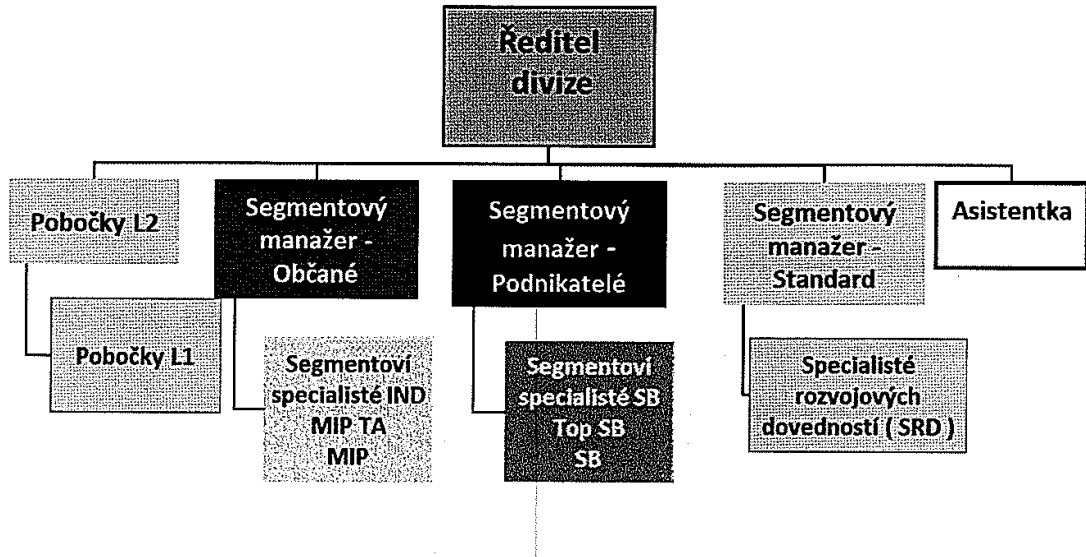 Ředitel
divize
Pobočky L2
Segmentový
manažer -
Občané
Segmentový
manažer -
Podnikatelé
Segmentový
manažer -
Standard
Asistentka
Pobočky L1
Segmentoví
specialisté IND
MIP TA
MIP
Segmentoví
specialisté SB
Top SB
SB
Specialisté
rozvojových
dovedností ( SRD )